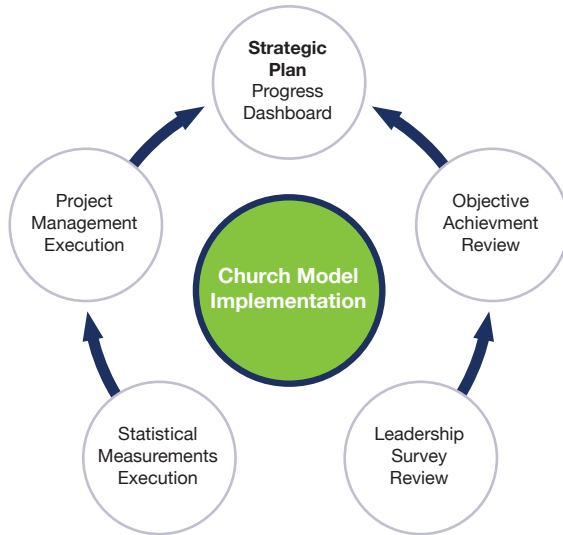 Strategic
Plan
Progress
Dashboard
Project
Management
Execution
Objective
Achievment
Review
Church Model
Implementation
Statistical
Measurements
Execution
Leadership
Survey
Review